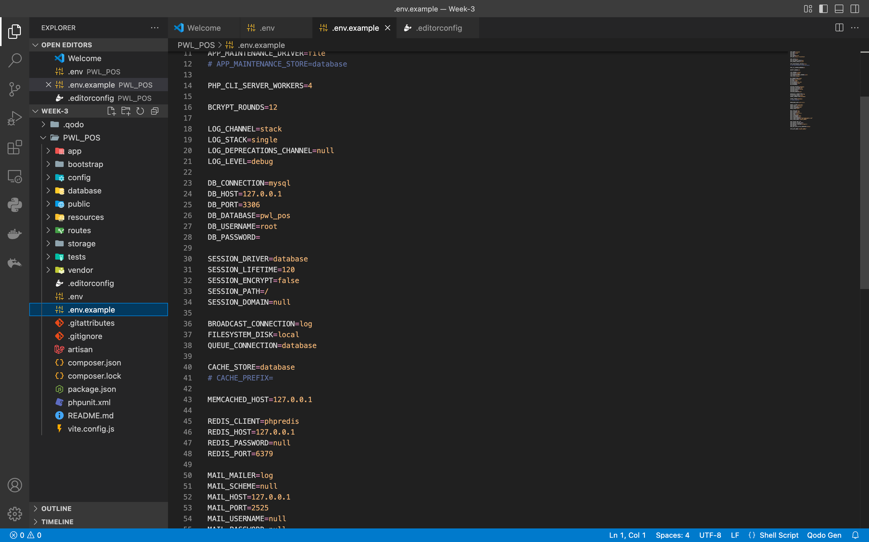 .env.example — Week-3
EXPLORER
Welcome
.env
.env.example
.editorconfig
OPEN EDITORS
PWL_POS > .env.example
Welcome
.env PWL_POS
.env.example PWL_POS
.editorconfig PWL_POS
WEEK-3
.qodo
PWL_POS
app
bootstrap
config
database
public
resources
routes
storage
tests
vendor
.editorconfig
.env
.env.example
.gitattributes
.gitignore
artisan
composer.json
composer.lock
package.json
phpunit.xml
README.md
vite.config.js
OUTLINE
TIMELINE
11 APP_MAINTENANCE_DRIVER=file
12 # APP_MAINTENANCE_STORE=database
13
14 PHP_CLI_SERVER_WORKERS=4
15
16 BCRYPT_ROUNDS=12
17
18 LOG_CHANNEL=stack
19 LOG_STACK=single
20 LOG_DEPRECATIONS_CHANNEL=null
21 LOG_LEVEL=debug
22
23 DB_CONNECTION=mysql
24 DB_HOST=127.0.0.1
25 DB_PORT=3306
26 DB_DATABASE=pwl_pos
27 DB_USERNAME=root
28 DB_PASSWORD=
29
30 SESSION_DRIVER=database
31 SESSION_LIFETIME=120
32 SESSION_ENCRYPT=false
33 SESSION_PATH=/
34 SESSION_DOMAIN=null
35
36 BROADCAST_CONNECTION=log
37 FILESYSTEM_DISK=local
38 QUEUE_CONNECTION=database
39
40 CACHE_STORE=database
41 # CACHE_PREFIX=
42
43 MEMCACHED_HOST=127.0.0.1
44
45 REDIS_CLIENT=phpredis
46 REDIS_HOST=127.0.0.1
47 REDIS_PASSWORD=null
48 REDIS_PORT=6379
49
50 MAIL_MAILER=log
51 MAIL_SCHEME=null
52 MAIL_HOST=127.0.0.1
53 MAIL_PORT=2525
54 MAIL_USERNAME=null
55 MAIL_PASSWORD=null
0 0
Ln 1, Col 1 Spaces: 4 UTF-8 LF Shell Script Qodo Gen